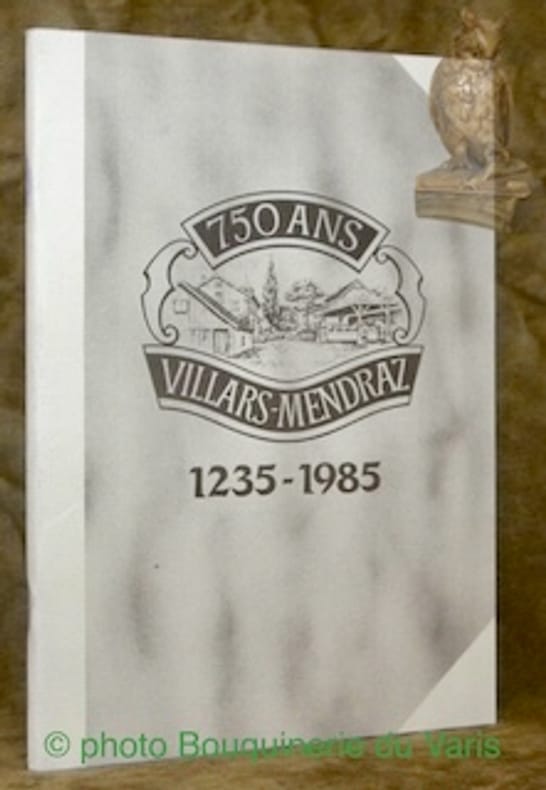 750 ANS
VILLARS-MENDRAZ
1235-1985
© photo Bouquinerie du Varis